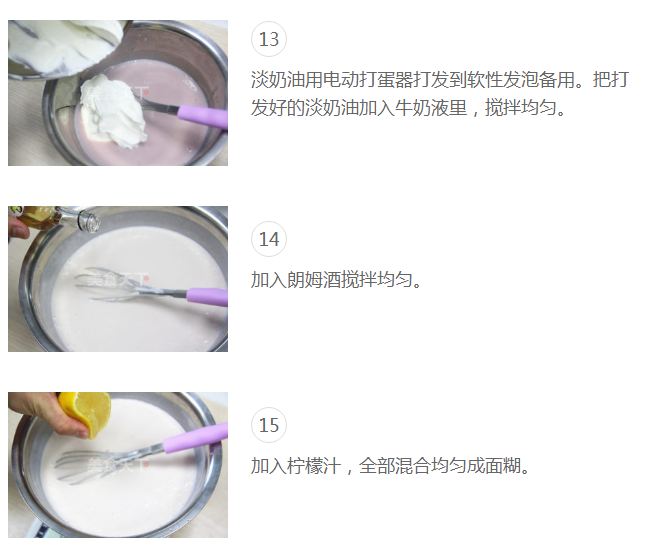 13
淡奶油用电动打蛋器打发到软性发泡备用。把打
发好的淡奶油加入牛奶液里，搅拌均匀。
14
加入朗姆酒搅拌均匀。
15
加入柠檬汁，全部混合均匀成面糊。